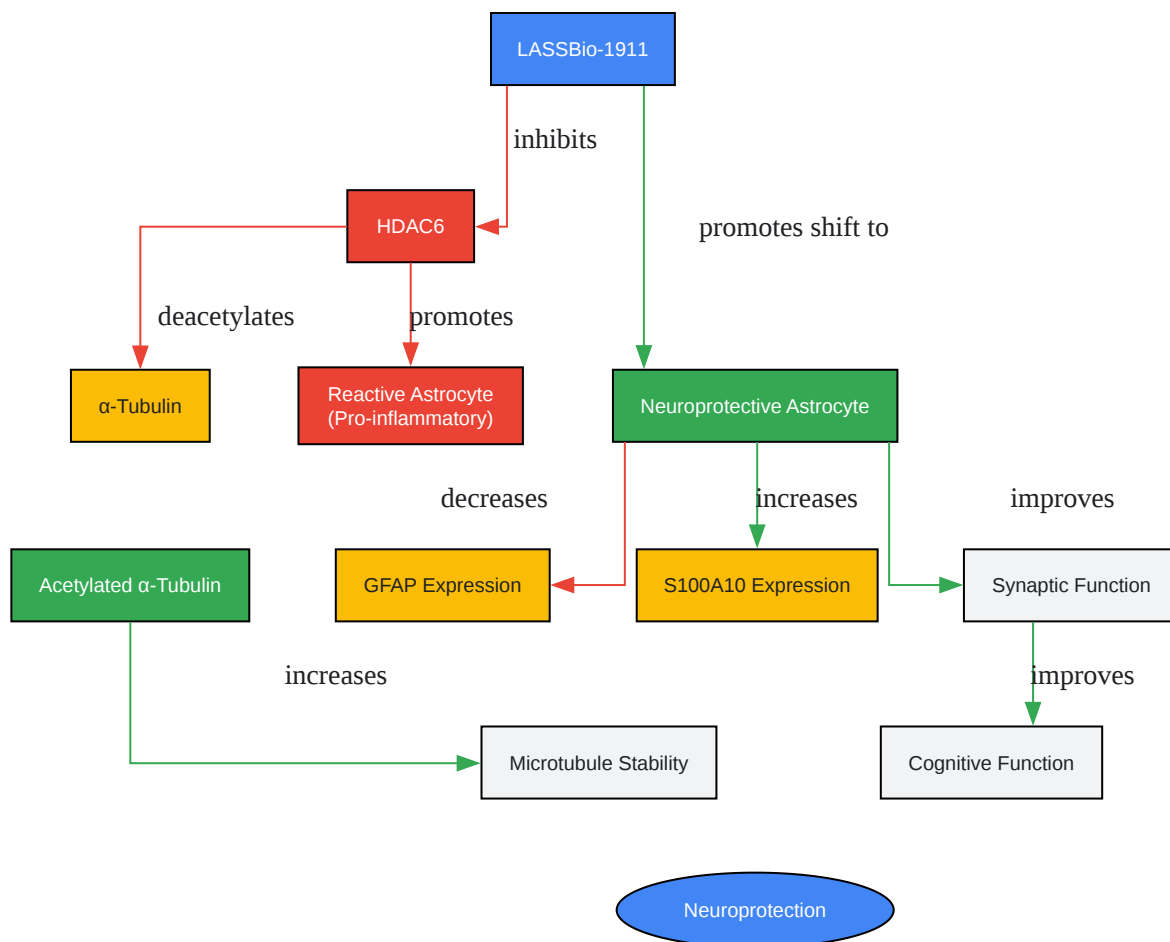 LASSBio-1911
inhibits
HDAC6
promotes shift to
deacetylates
promotes
α-Tubulin
Reactive Astrocyte
(Pro-inflammatory)
Neuroprotective Astrocyte
decreases
increases
improves
Acetylated α-Tubulin
GFAP Expression
S100A10 Expression
Synaptic Function
increases
improves
Microtubule Stability
Cognitive Function
Neuroprotection